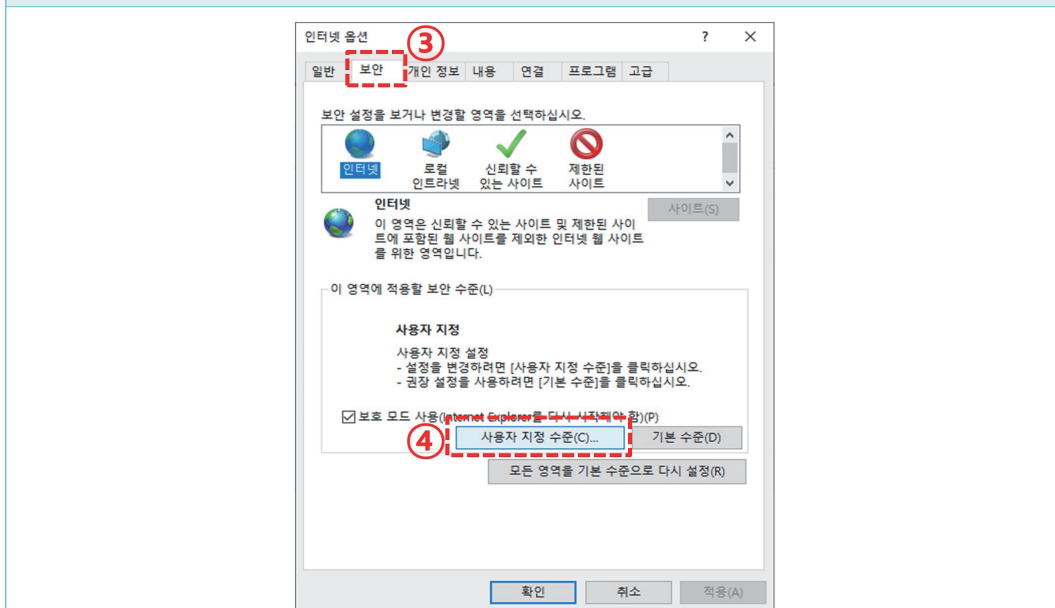 인터넷 옵션
③
?
일반
보안
개인 정보
내용
연결
프로그램
고급
보안 설정을 보거나 변경할 영역을 선택하십시오.
인터넷
로컬
인트라넷
신뢰할 수
있는 사이트
제한된
사이트
인터넷
사이트(S)
이 영역은 신뢰할 수 있는 사이트 및 제한된 사이
트에 포함된 웹 사이트를 제외한 인터넷 웹 사이트
를 위한 영역입니다.
이 영역에 적용할 보안 수준(L)
사용자 지정
사용자 지정 설정
- 설정을 변경하려면 [사용자 지정 수준]을 클릭하십시오.
- 권장 설정을 사용하려면 [기본 수준]을 클릭하십시오.
보호 모드 사용(Internet Explorer를 다시 시작해야 함)(P)
④
사용자 지정 수준(C)...
기본 수준(D)
모든 영역을 기본 수준으로 다시 설정(R)
확인
취소
적용(A)